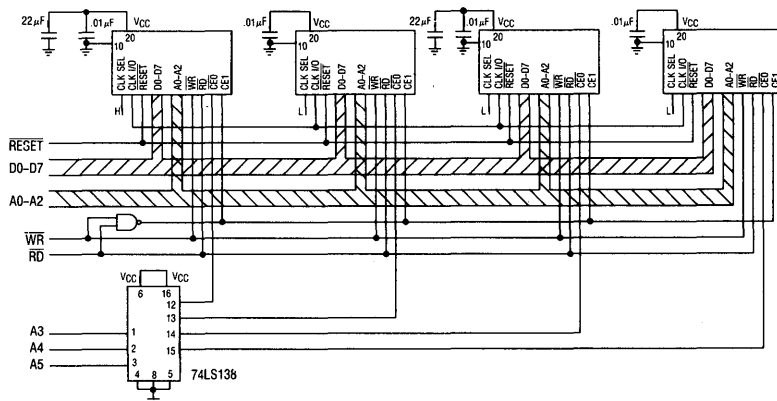 22 µF .01µF VCC
10 20
CLK SEL CLK I/O RESET D0-D7 A0-A2 WR RD CE0 CE1
H
.01µF VCC
10 20
CLK SEL CLK I/O RESET D0-D7 A0-A2 WR RD CE0 CE1
L
22µF .01µF VCC
10 20
CLK SEL CLK I/O RESET D0-D7 A0-A2 WR RD CE0 CE1
L
.01µF VCC
10 20
CLK SEL CLK I/O RESET D0-D7 A0-A2 WR RD CE0 CE1
L
RESET
D0-D7
A0-A2
WR
RD
VCC VCC
6 16
12
13
A3 1 14
A4 2 15
A5 3
4 8 5 74LS138